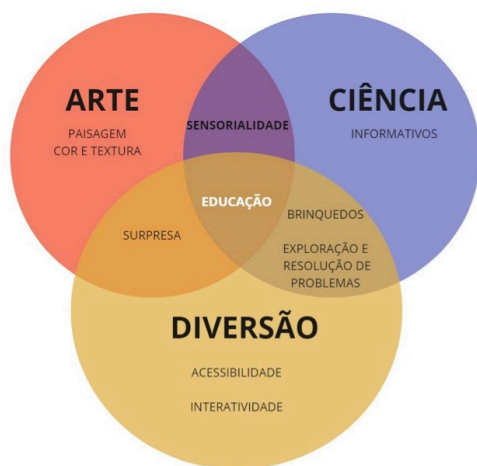 ARTE
PAISAGEM
COR E TEXTURA
SENSORIALIDADE
CIÊNCIA
INFORMATIVOS
EDUCAÇÃO
SURPRESA
BRINQUEDOS
EXPLORAÇÃO E
RESOLUÇÃO DE
PROBLEMAS
DIVERSÃO
ACESSIBILIDADE
INTERATIVIDADE